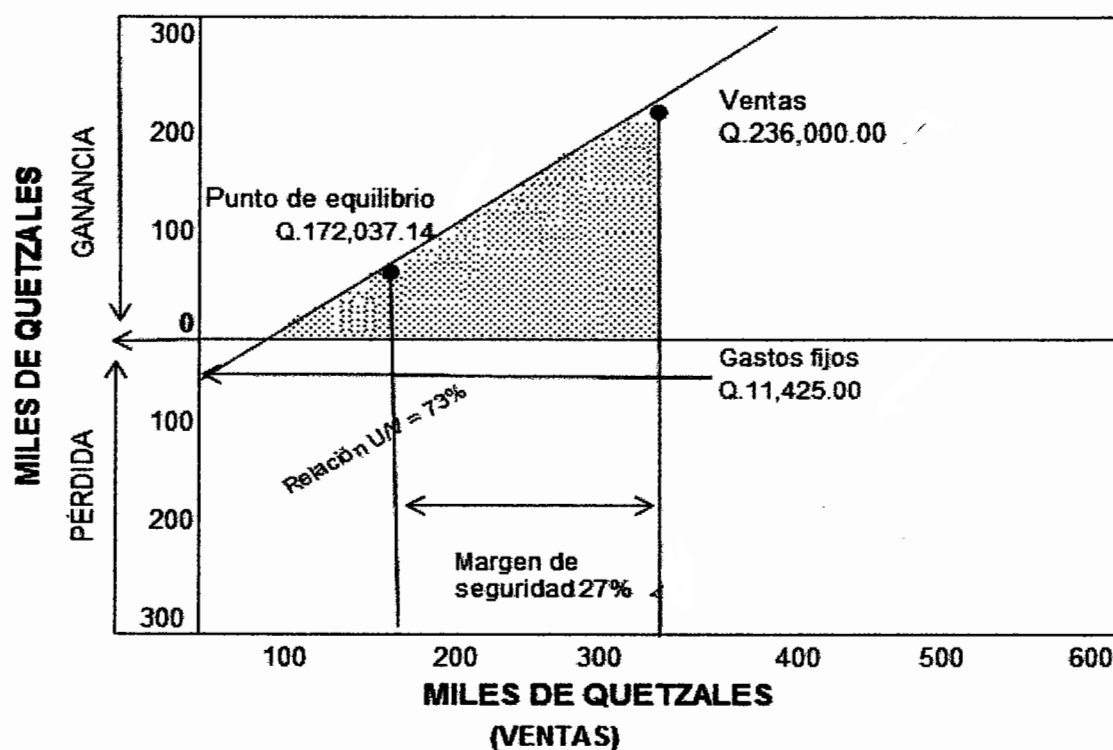 MILES DE QUETZALES
GANANCIA
PÉRDIDA
300
200
100
0
100
200
300
Ventas
Q.236,000.00
Punto de equilibrio
Q.172,037.14
Gastos fijos
Q.11,425.00
Relación U/V = 73%
Margen de
seguridad 27%
100 200 300 400 500 600
MILES DE QUETZALES
(VENTAS)